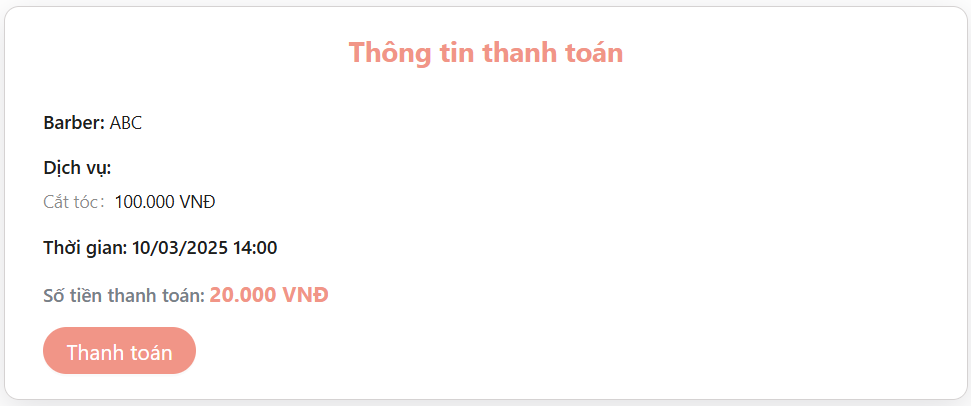 Thông tin thanh toán
Barber: ABC
Dịch vụ:
Cắt tóc: 100.000 VNĐ
Thời gian: 10/03/2025 14:00
Số tiền thanh toán: 20.000 VNĐ
Thanh toán